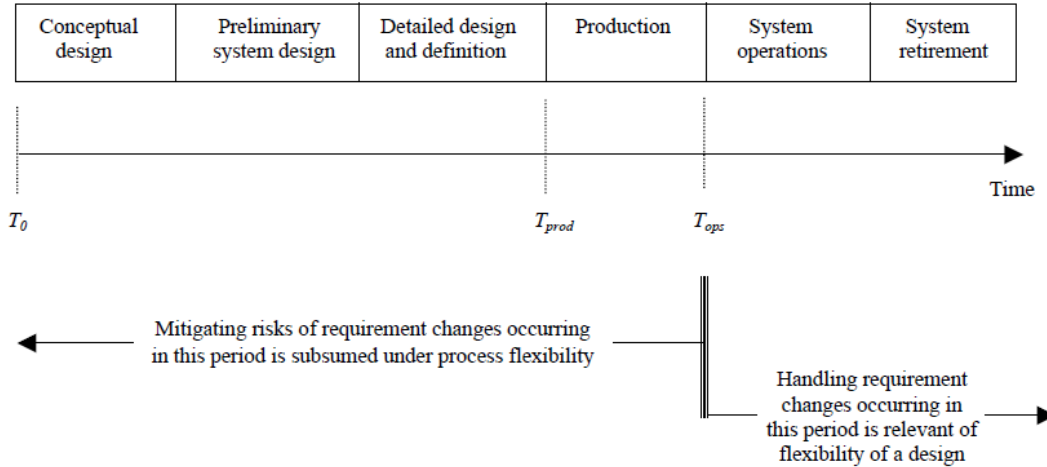 Conceptual
design
Preliminary
system design
Detailed design
and definition
Production
System
operations
System
retirement
Time
T0
Tprod
Tops
Mitigating risks of requirement changes occurring
in this period is subsumed under process flexibility
Handling requirement
changes occurring in
this period is relevant of
flexibility of a design